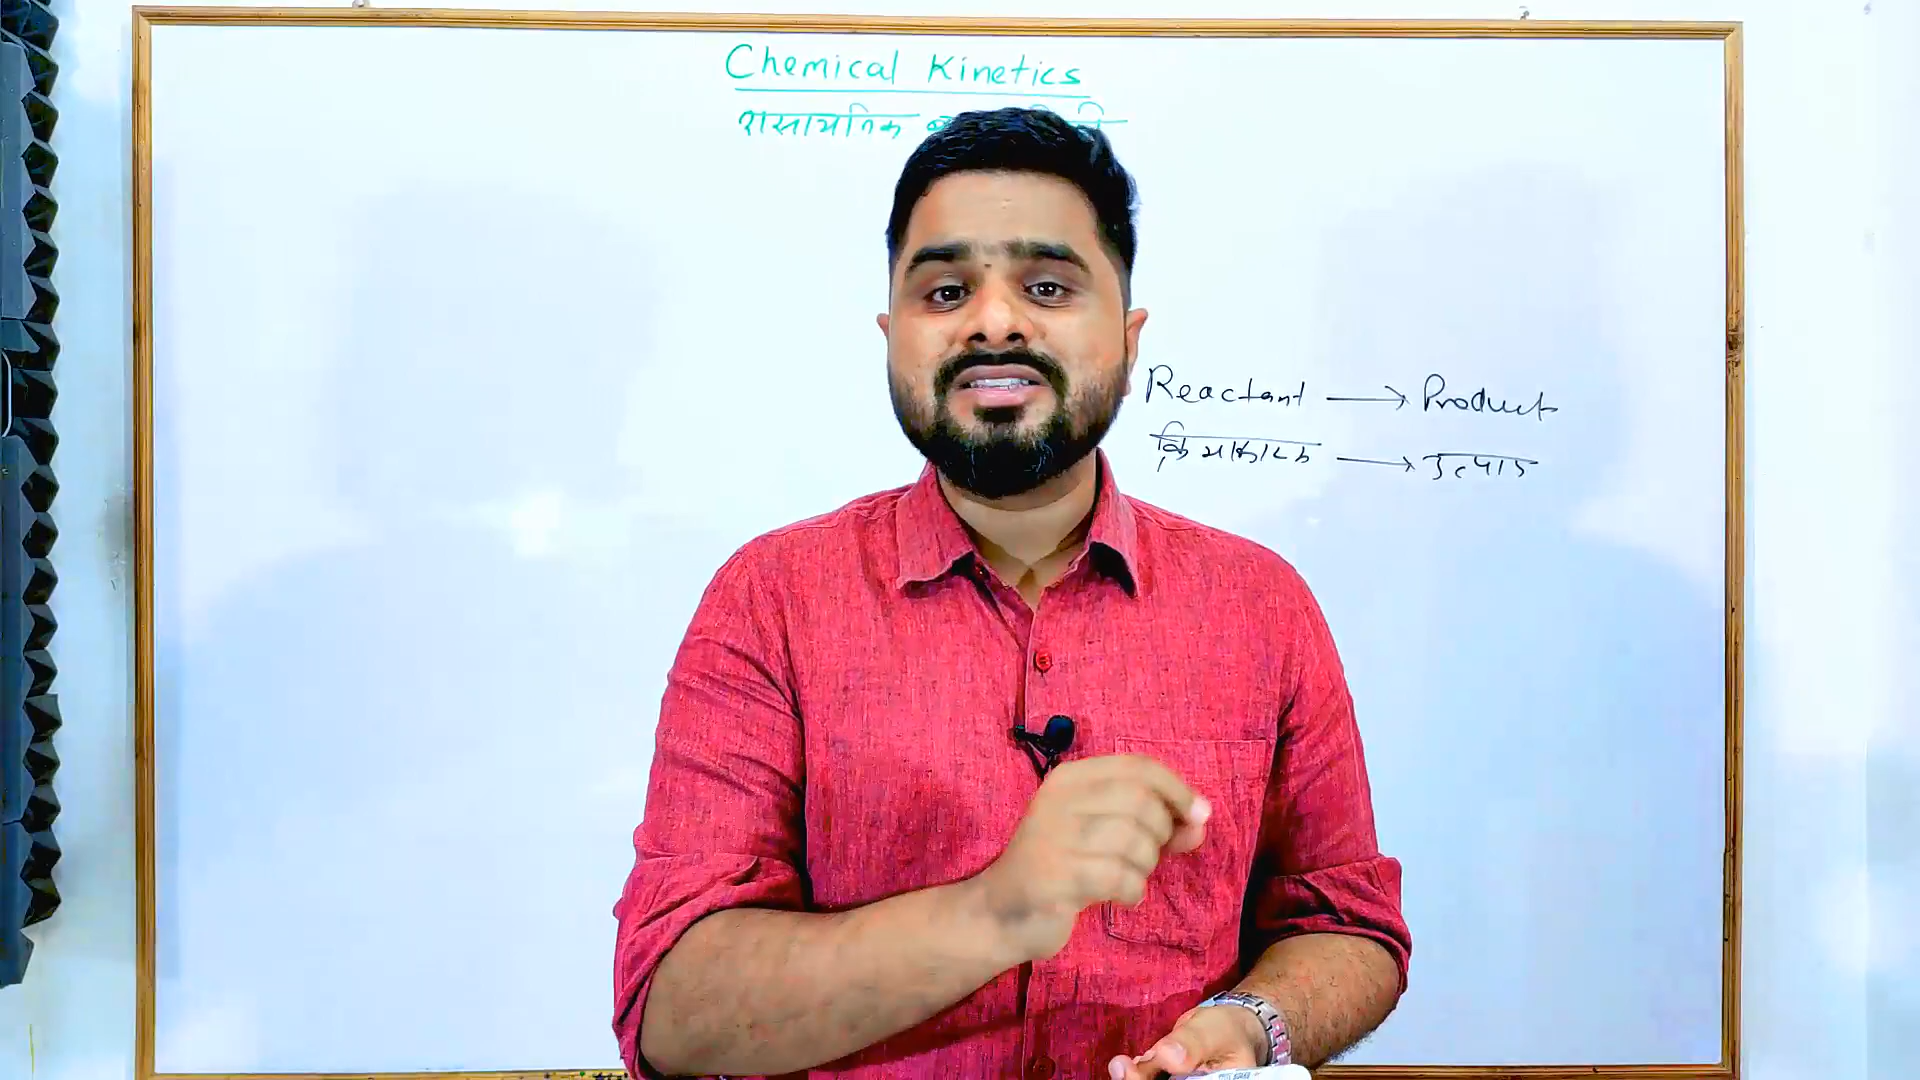 Chemical Kinetics
रासायनिक
Reactant → Product
क्रियाकारक → उत्पाद